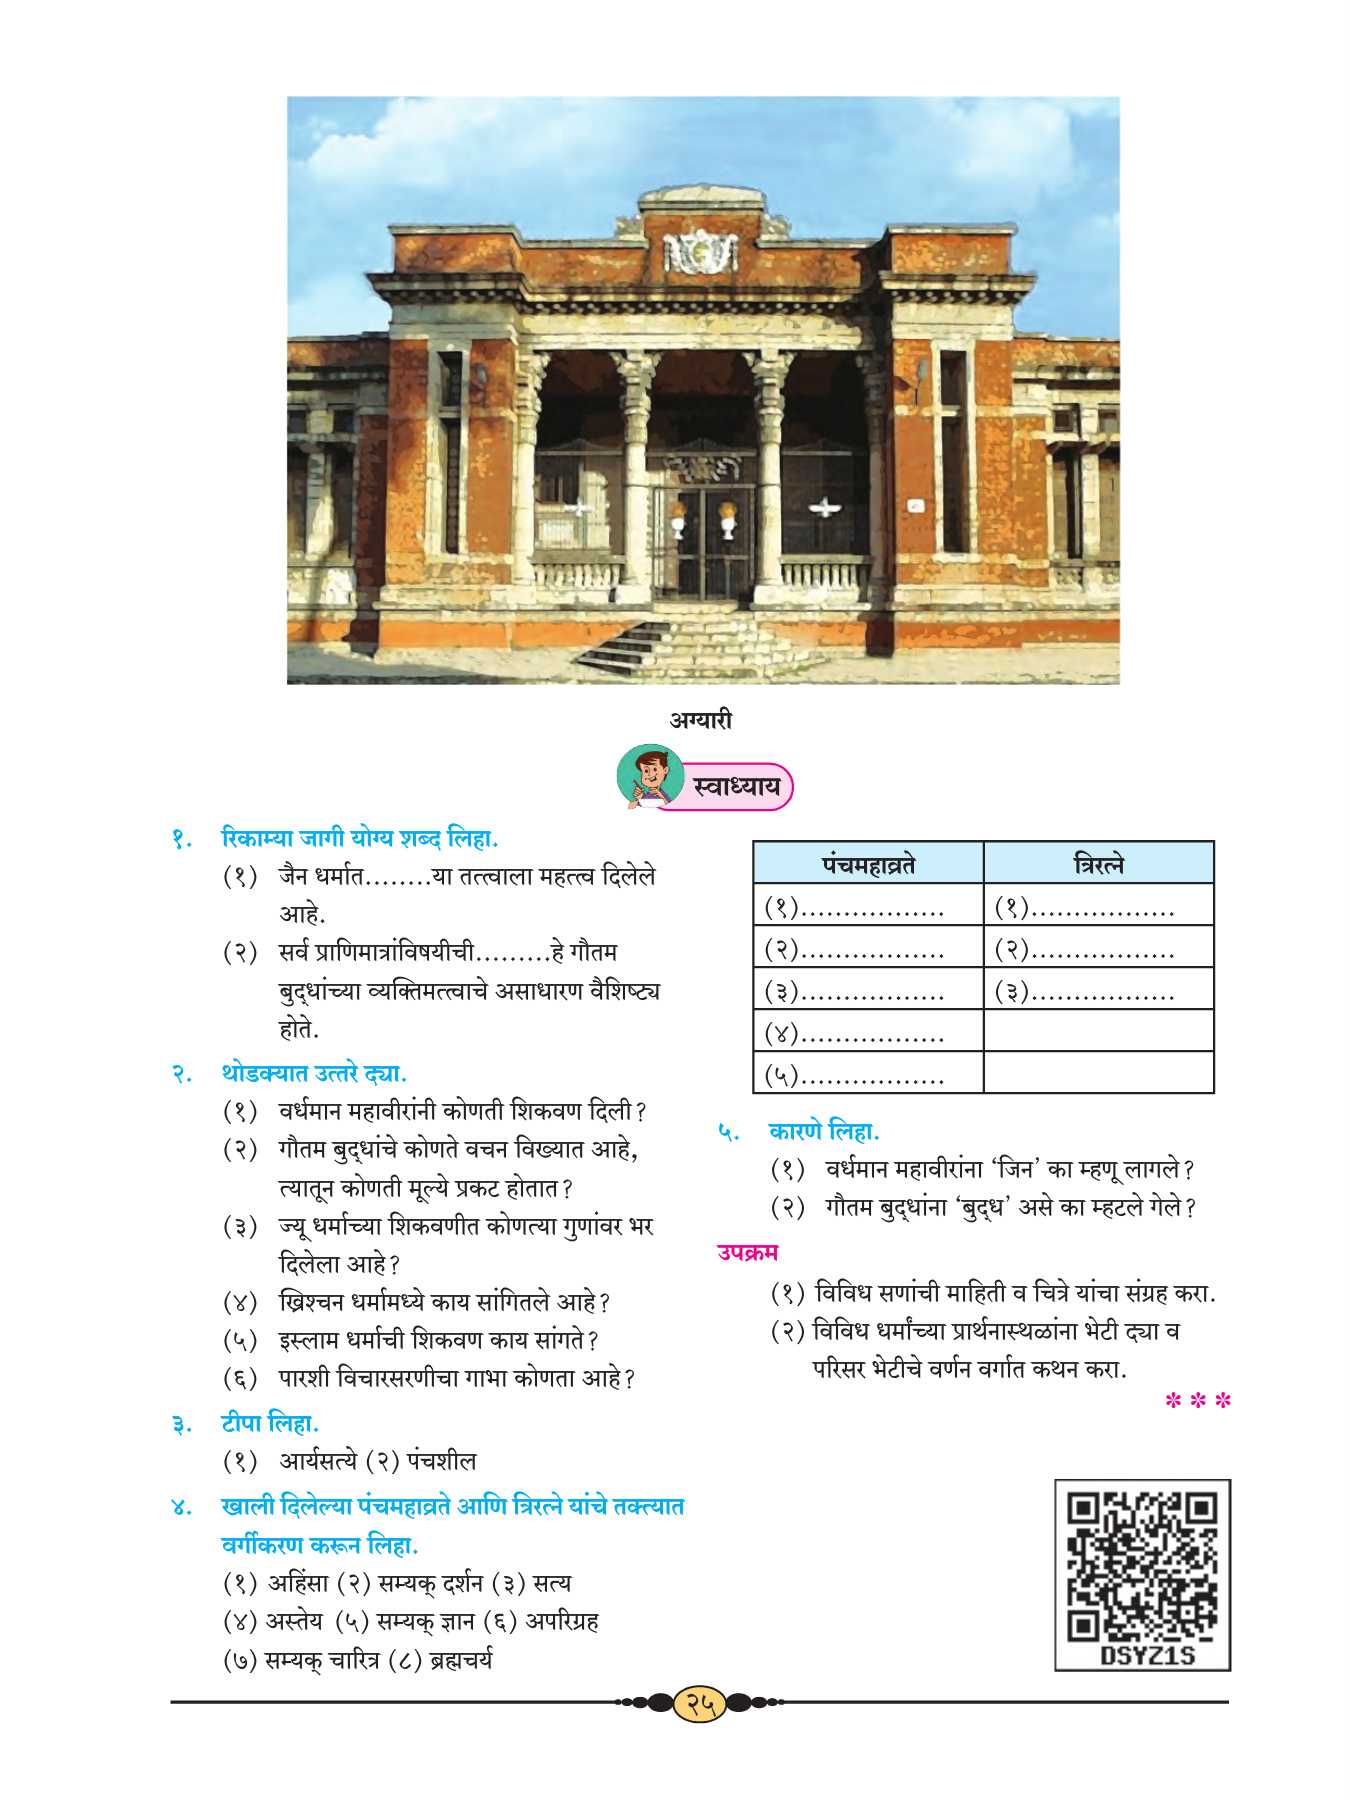 अग्यारी
स्वाध्याय
१. रिकाम्या जागी योग्य शब्द लिहा.
(१) जैन धर्मात........या तत्त्वाला महत्त्व दिलेले
आहे.
(२) सर्व प्राणिमात्रांविषयीची.........हे गौतम
बुद्धांच्या व्यक्तिमत्त्वाचे असाधारण वैशिष्ट्य
होते.
२. थोडक्यात उत्तरे द्या.
(१) वर्धमान महावीरांनी कोणती शिकवण दिली?
(२) गौतम बुद्धांचे कोणते वचन विख्यात आहे,
त्यातून कोणती मूल्ये प्रकट होतात?
(३) ज्यू धर्माच्या शिकवणीत कोणत्या गुणांवर भर
दिलेला आहे?
(४) ख्रिश्चन धर्मामध्ये काय सांगितले आहे?
(५) इस्लाम धर्माची शिकवण काय सांगते?
(६) पारशी विचारसरणीचा गाभा कोणता आहे?
३. टीपा लिहा.
(१) आर्यसत्ये (२) पंचशील
४. खाली दिलेल्या पंचमहाव्रते आणि त्रिरत्ने यांचे तक्त्यात
वर्गीकरण करून लिहा.
(१) अहिंसा (२) सम्यक् दर्शन (३) सत्य
(४) अस्तेय (५) सम्यक् ज्ञान (६) अपरिग्रह
(७) सम्यक् चारित्र (८) ब्रह्मचर्य
पंचमहाव्रते त्रिरत्ने
(१)................. (१).................
(२)................. (२).................
(३)................. (३).................
(४).................
(५).................
५. कारणे लिहा.
(१) वर्धमान महावीरांना ‘जिन’ का म्हणू लागले?
(२) गौतम बुद्धांना ‘बुद्ध’ असे का म्हटले गेले?
उपक्रम
(१) विविध सणांची माहिती व चित्रे यांचा संग्रह करा.
(२) विविध धर्मांच्या प्रार्थनास्थळांना भेटी द्या व
परिसर भेटीचे वर्णन वर्गात कथन करा.
* * *
DSYZ1S
२५